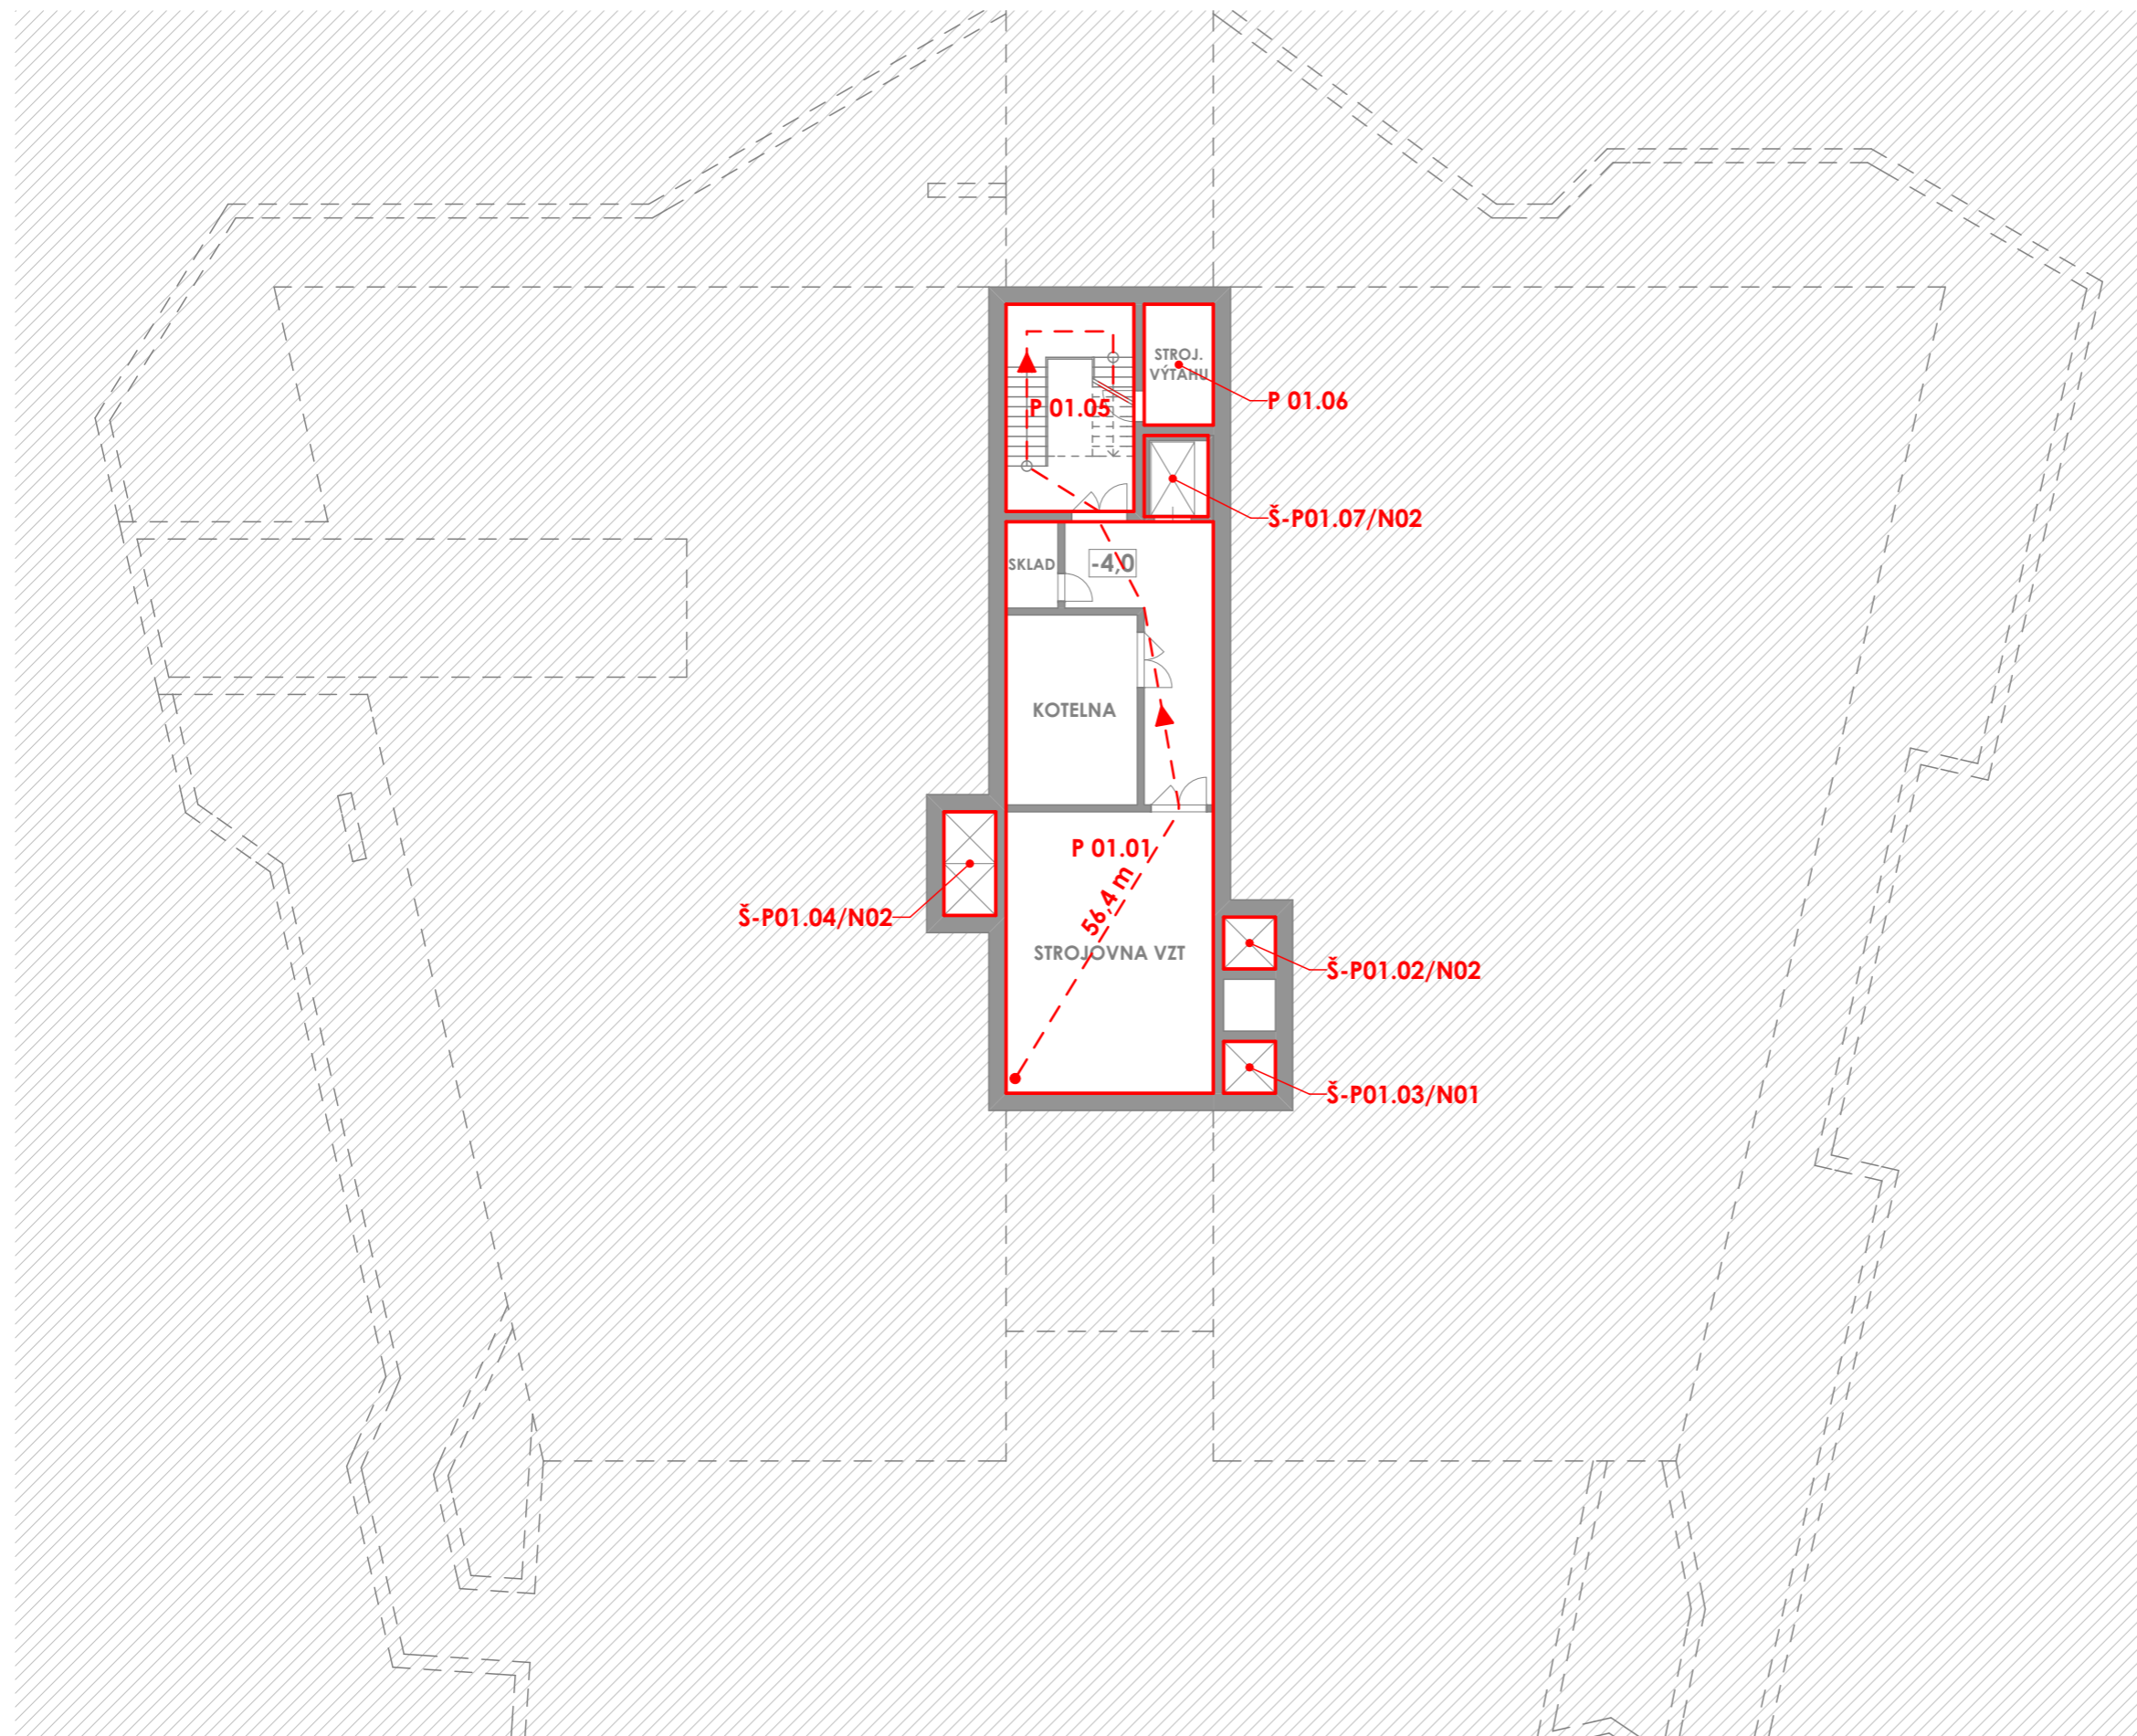 STROJ.
VÝTAHU
P 01.05
P 01.06
Š-P01.07/N02
SKLAD
-4,0
KOTELNA
P 01.01
56,4 m
Š-P01.04/N02
STROJOVNA VZT
Š-P01.02/N02
Š-P01.03/N01